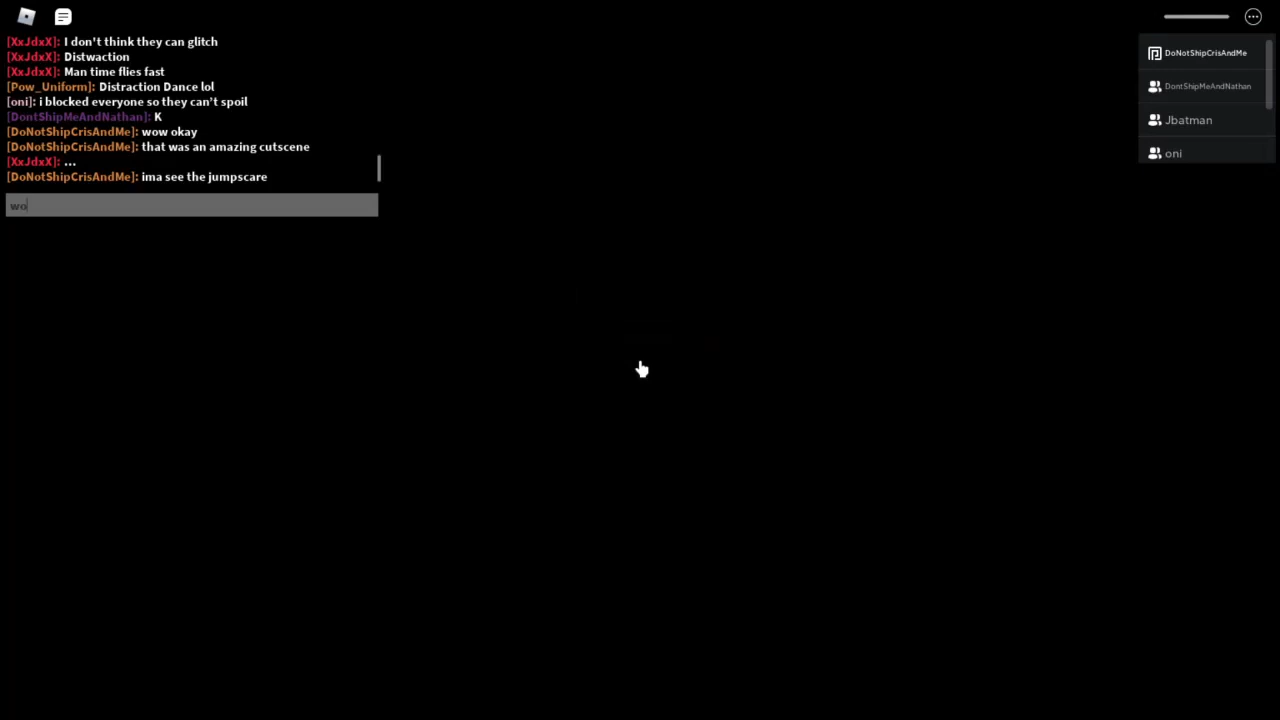 [XxJdxX]: I don't think they can glitch
[XxJdxX]: Distwaction
[XxJdxX]: Man time flies fast
[Pow_Uniform]: Distraction Dance lol
[oni]: i blocked everyone so they can't spoil
[DontShipMeAndNathan]: K
[DoNotShipCrisAndMe]: wow okay
[DoNotShipCrisAndMe]: that was an amazing cutscene
[XxJdxX]: ...
[DoNotShipCrisAndMe]: ima see the jumpscare
wo
DoNotShipCrisAndMe
DontShipMeAndNathan
Jbatman
oni